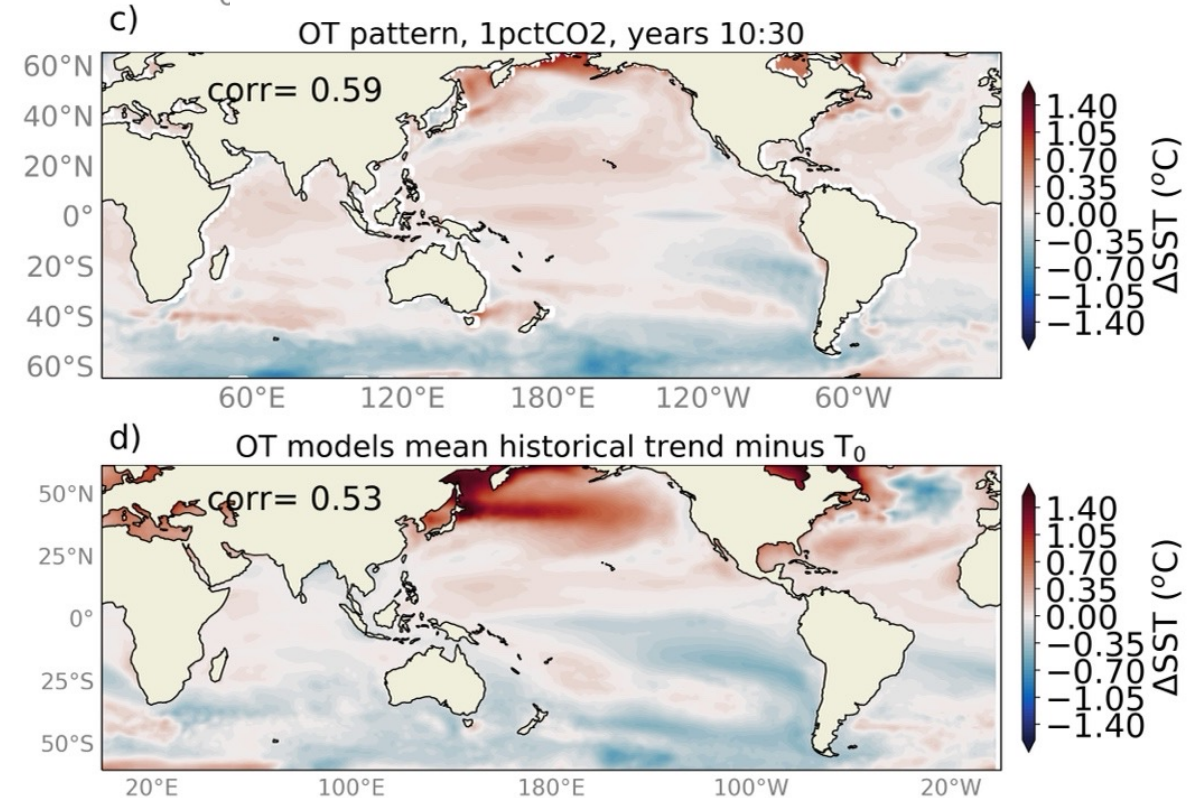 c)
OT pattern, 1pctCO2, years 10:30
corr= 0.59
60°N
40°N
20°N
0°
20°S
40°S
60°S
60°E 120°E 180°E 120°W 60°W
1.40
1.05
0.70
0.35
0.00
−0.35
−0.70
−1.05
−1.40
ΔSST (°C)
d)
OT models mean historical trend minus T₀
corr= 0.53
50°N
25°N
0°
25°S
50°S
20°E 100°E 180°E 100°W 20°W
1.40
1.05
0.70
0.35
0.00
−0.35
−0.70
−1.05
−1.40
ΔSST (°C)